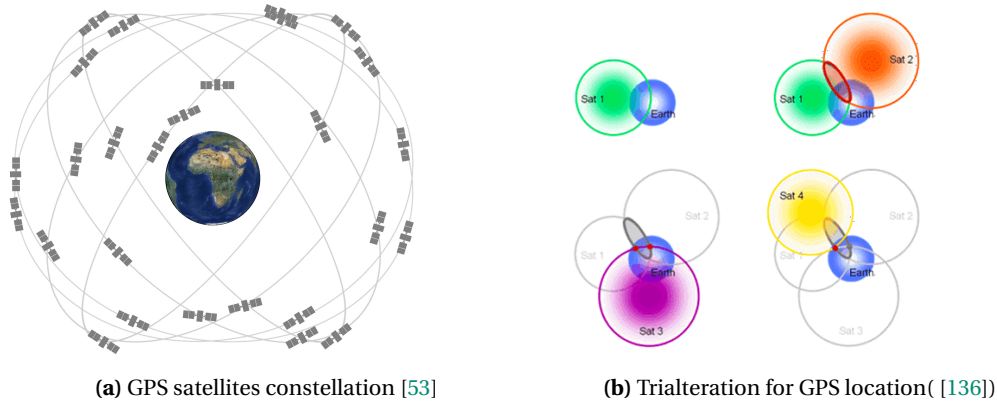 Sat 1
Earth
Sat 2
Sat 1
Earth
Sat 2
Sat 1
Earth
Sat 3
Sat 4
Sat 2
Sat 1
Earth
Sat 3
(a) GPS satellites constellation [53]
(b) Trialteration for GPS location( [136])